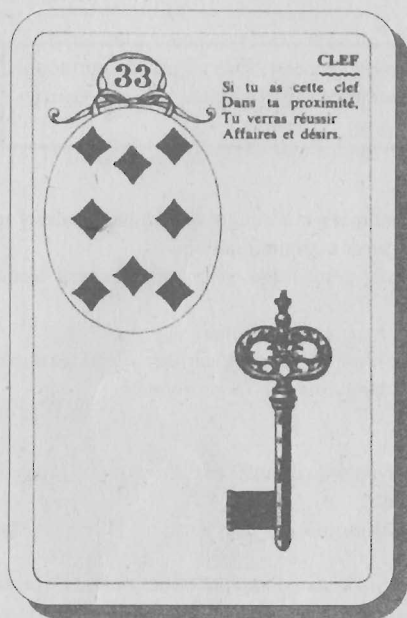 33
CLEF
Si tu as cette clef
Dans ta proximité,
Tu verras réussir
Affaires et désirs.